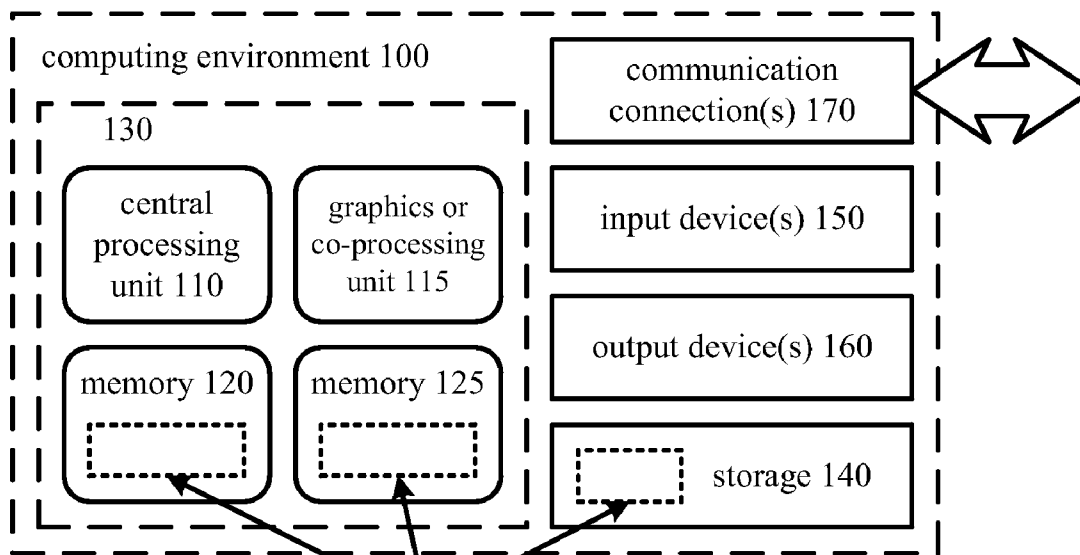 computing environment 100
130
central
processing
unit 110
graphics or
co-processing
unit 115
memory 120
memory 125
communication
connection(s) 170
input device(s) 150
output device(s) 160
storage 140